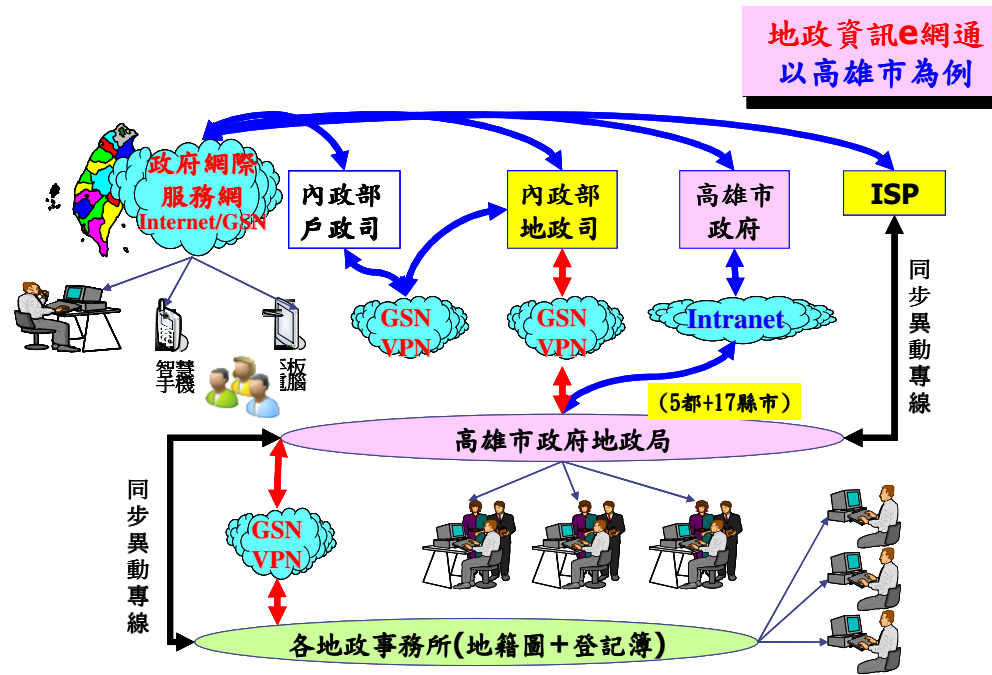 地政資訊e網通
以高雄市為例
政府網際
服務網
Internet/GSN
內政部
戶政司
內政部
地政司
高雄市
政府
ISP
GSN
VPN
GSN
VPN
Intranet
同步異動專線
智慧
手機
板
電腦
(5都+17縣市)
高雄市政府地政局
同步異動專線
GSN
VPN
各地政事務所(地籍圖+登記簿)